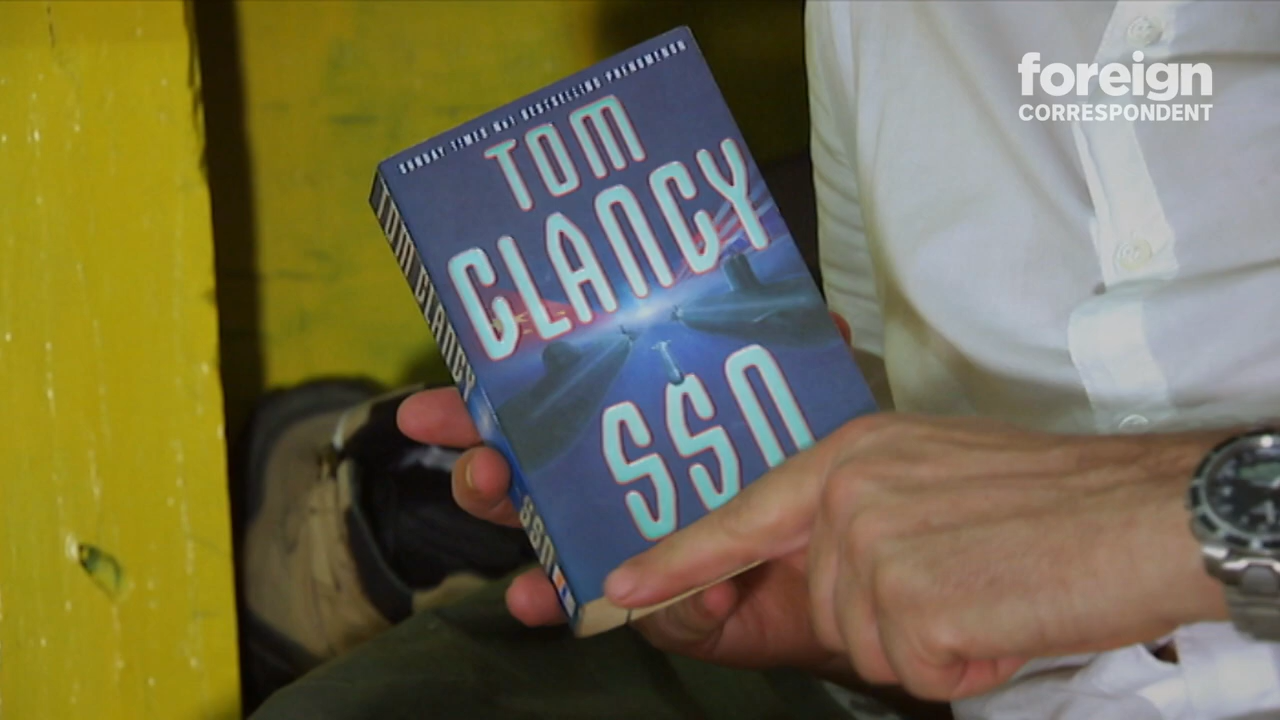 foreign
CORRESPONDENT
SUNDAY TIMES No1 BESTSELLING PHENOMENON
TOM
CLANCY
SSN
TOM CLANCY
SSN